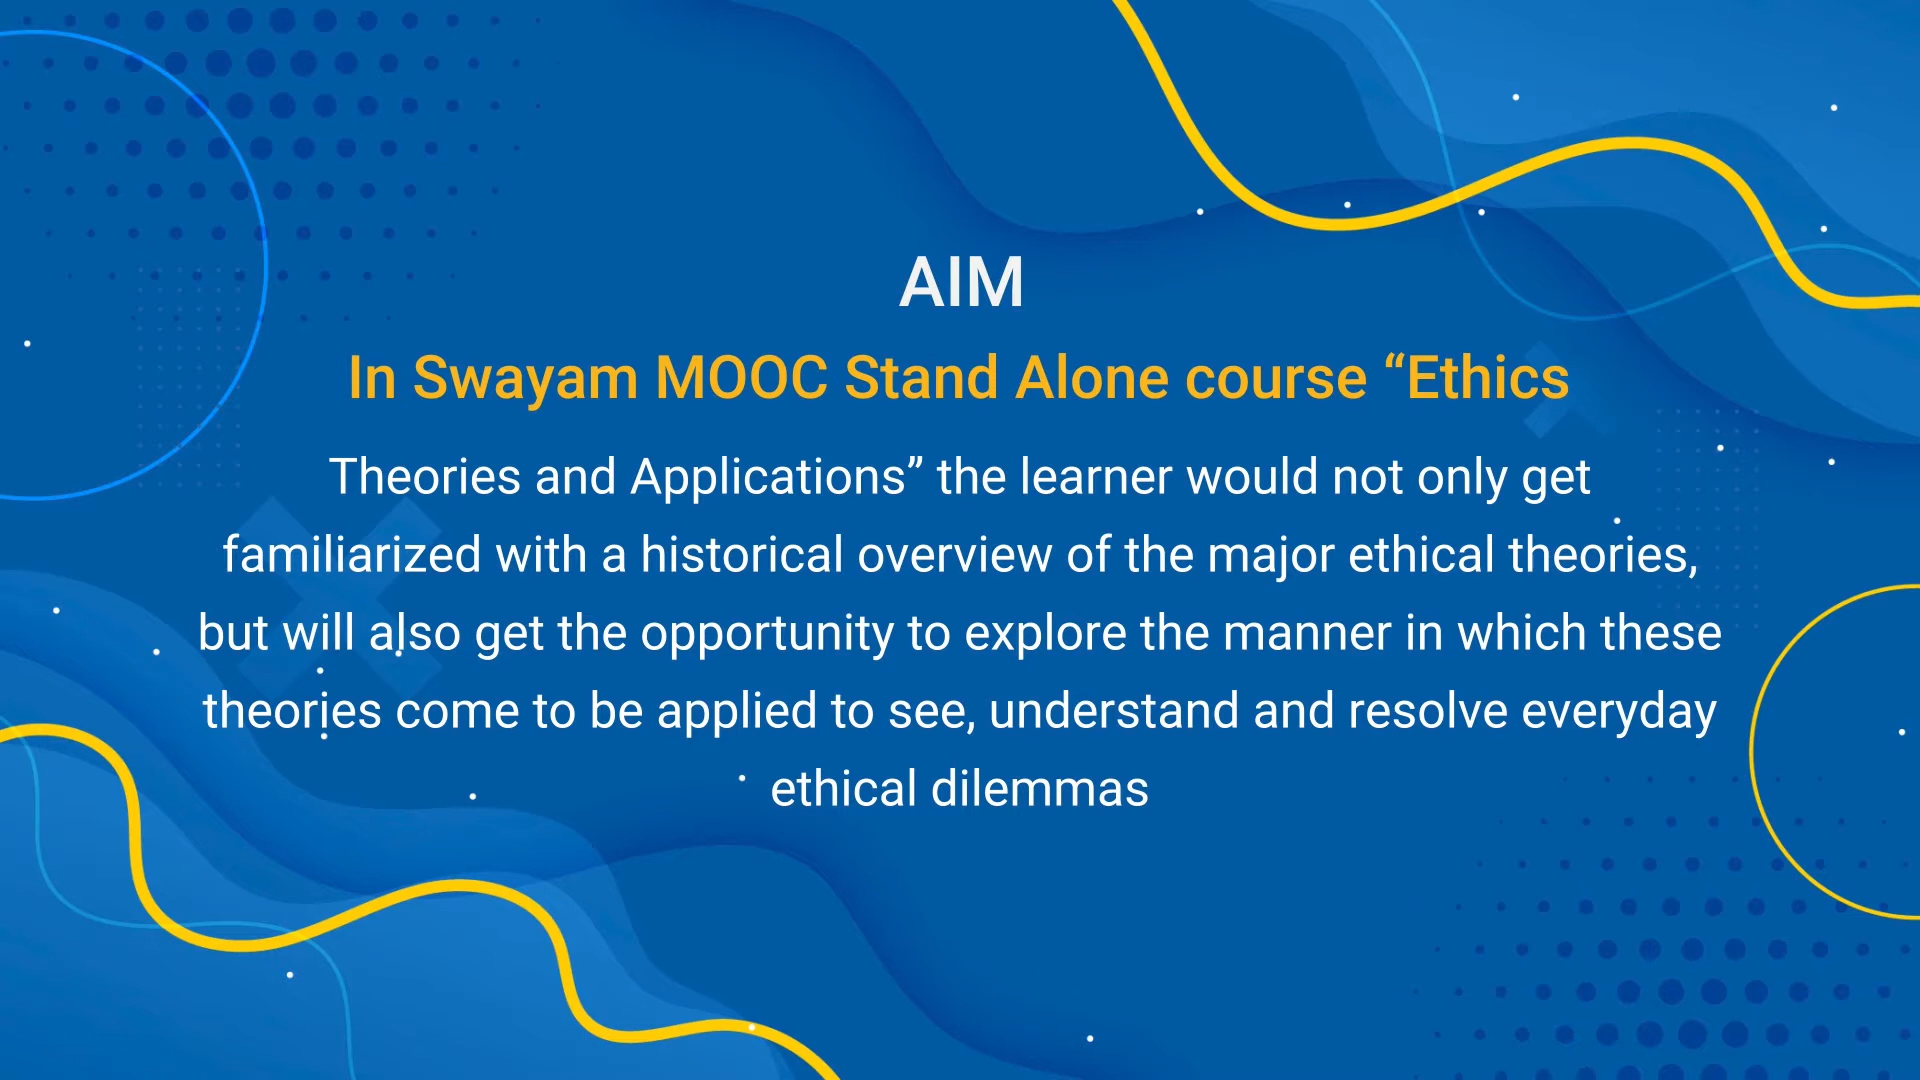 AIM
In Swayam MOOC Stand Alone course “Ethics
Theories and Applications” the learner would not only get
familiarized with a historical overview of the major ethical theories,
but will also get the opportunity to explore the manner in which these
theories come to be applied to see, understand and resolve everyday
ethical dilemmas